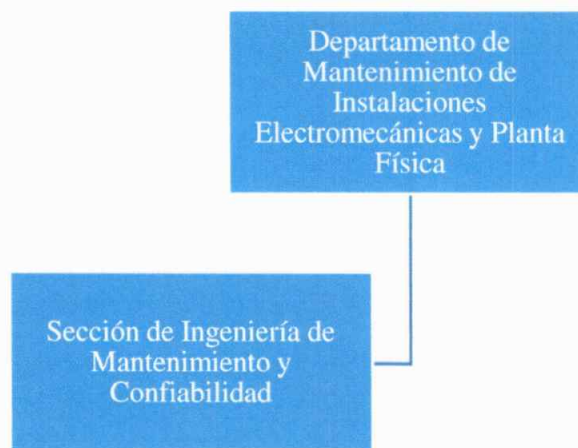 Departamento de
Mantenimiento de
Instalaciones
Electromecánicas y Planta
Física
Sección de Ingeniería de
Mantenimiento y
Confiabilidad